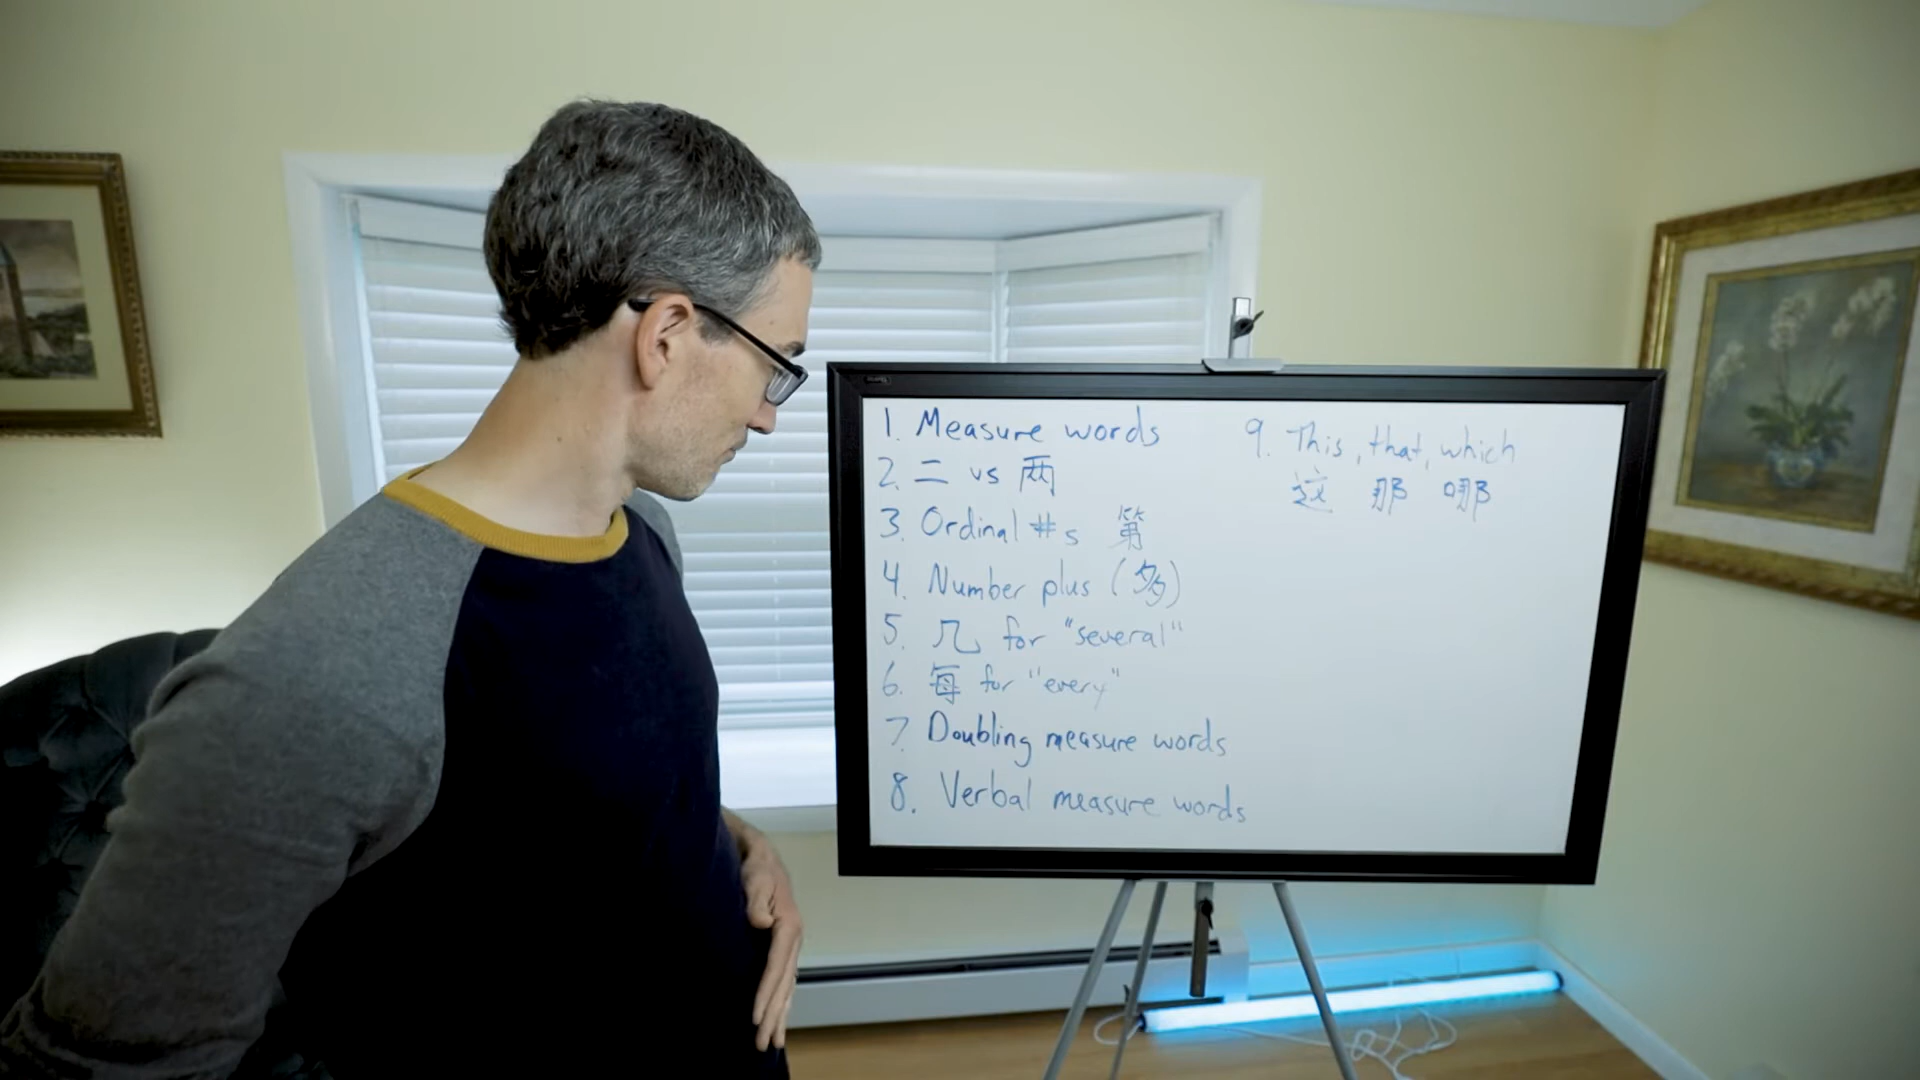 1. Measure words
2. 二 vs 两
3. Ordinal #s 第
4. Number plus (多)
5. 几 for "several"
6. 每 for "every"
7. Doubling measure words
8. Verbal measure words
9. This, that, which
这 那 哪